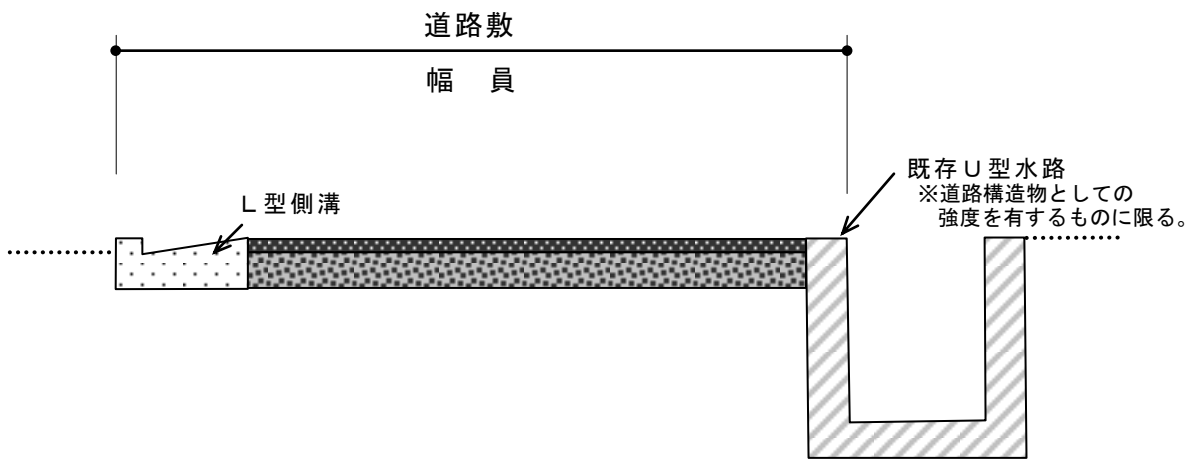 道路敷
幅　員
既存Ｕ型水路
※道路構造物としての
強度を有するものに限る。
Ｌ型側溝